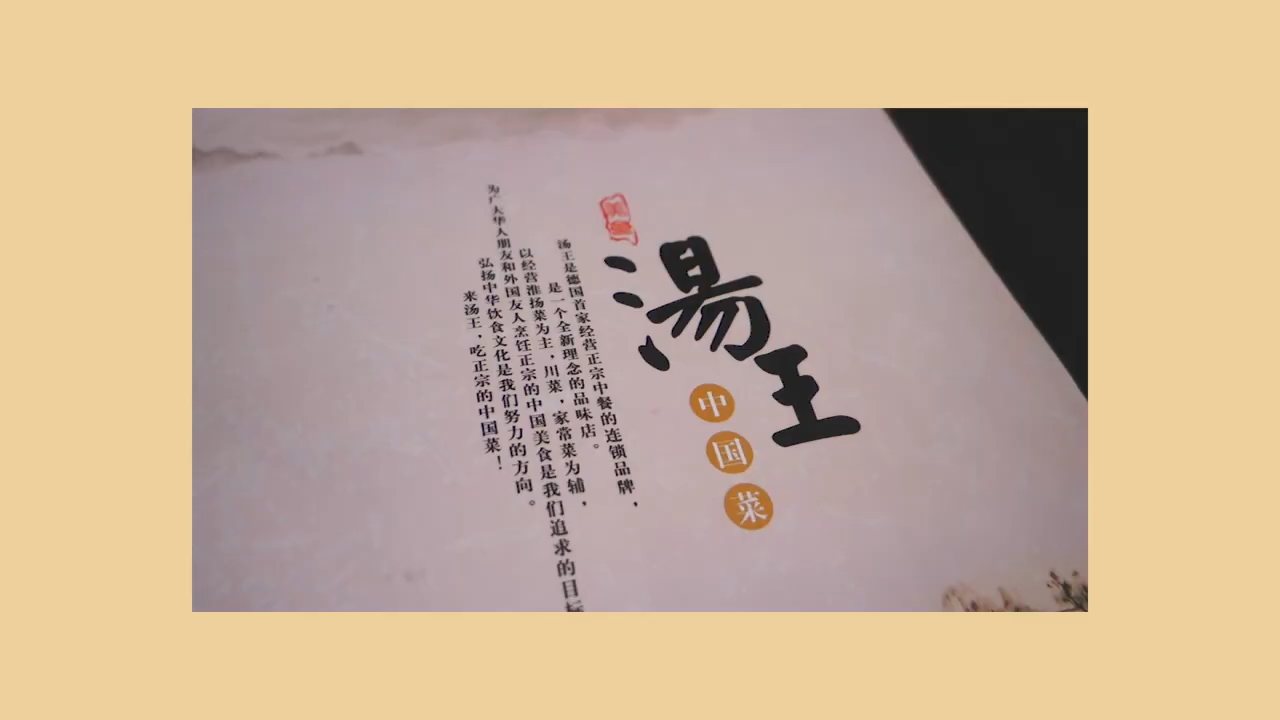 湯王
中国菜
汤王是德国首家经营正宗中餐的连锁品牌，
是一个全新理念的品味店。
以经营淮扬菜为主，川菜，家常菜为辅，
为广大华人朋友和外国友人烹饪正宗的中国美食是我们追求的目标
弘扬中华饮食文化是我们努力的方向。
来汤王，吃正宗的中国菜！